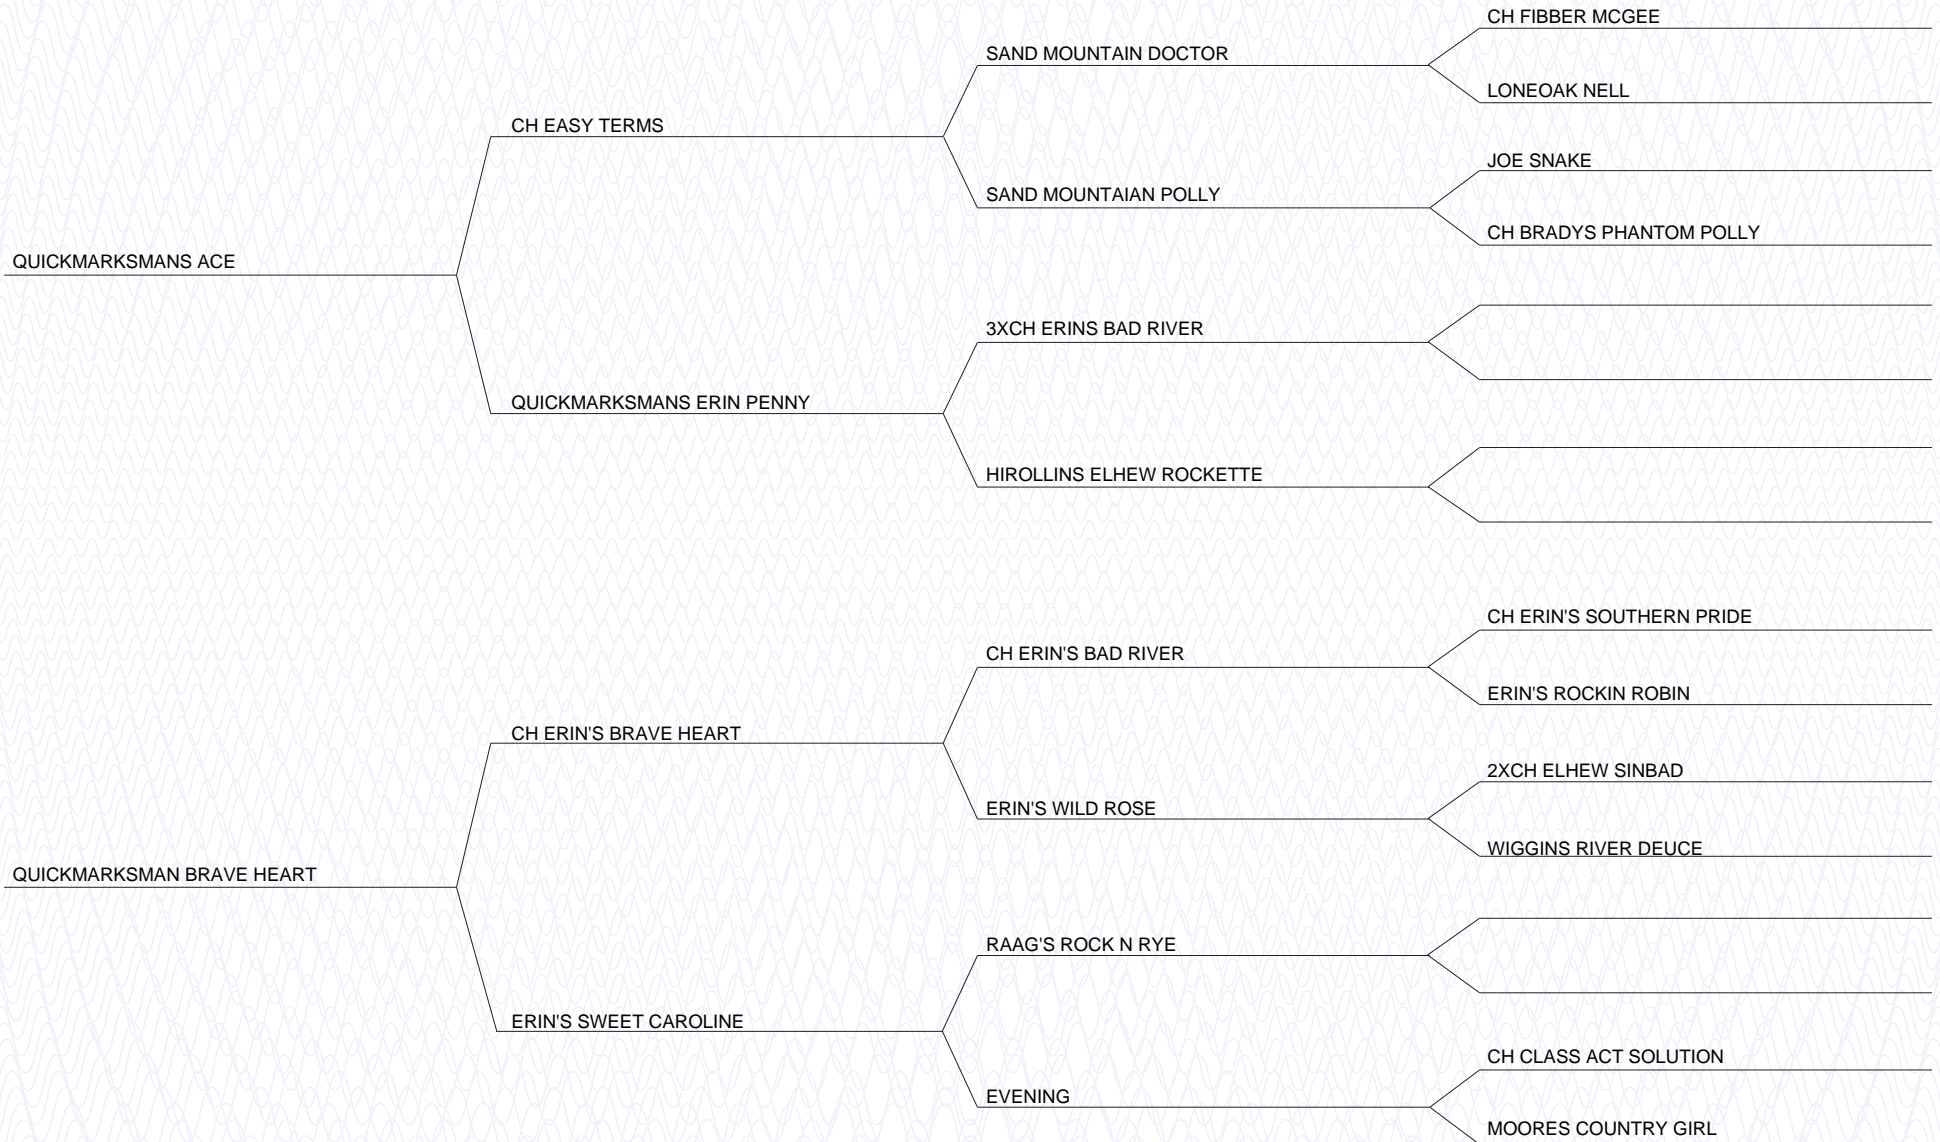 CH FIBBER MCGEE
SAND MOUNTAIN DOCTOR
LONEOAK NELL
CH EASY TERMS
JOE SNAKE
SAND MOUNTAIAN POLLY
CH BRADYS PHANTOM POLLY
QUICKMARKSMANS ACE
3XCH ERINS BAD RIVER
QUICKMARKSMANS ERIN PENNY
HIROLLINS ELHEW ROCKETTE
CH ERIN'S SOUTHERN PRIDE
CH ERIN'S BAD RIVER
ERIN'S ROCKIN ROBIN
CH ERIN'S BRAVE HEART
2XCH ELHEW SINBAD
ERIN'S WILD ROSE
WIGGINS RIVER DEUCE
QUICKMARKSMAN BRAVE HEART
RAAG'S ROCK N RYE
ERIN'S SWEET CAROLINE
CH CLASS ACT SOLUTION
EVENING
MOORES COUNTRY GIRL